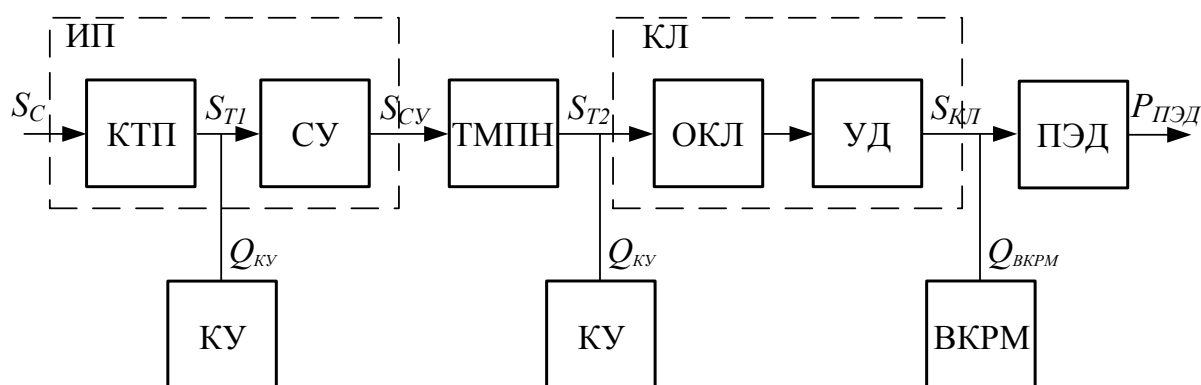 ИП
КЛ
S_C
КТП
S_T1
СУ
S_СУ
ТМПН
S_T2
ОКЛ
УД
S_КЛ
ПЭД
P_ПЭД
Q_КУ
Q_КУ
Q_ВКРМ
КУ
КУ
ВКРМ